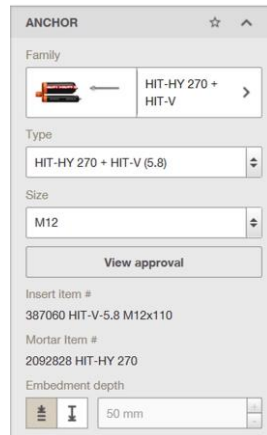 ANCHOR
Family
HIT-HY 270 +
HIT-V
Type
HIT-HY 270 + HIT-V (5.8)
Size
M12
View approval
Insert item #
387060 HIT-V-5.8 M12x110
Mortar Item #
2092828 HIT-HY 270
Embedment depth
50 mm